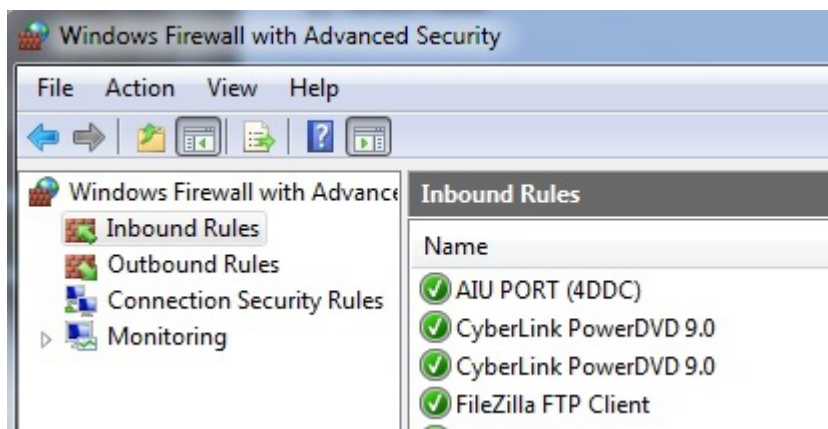 Windows Firewall with Advanced Security
File Action View Help
Windows Firewall with Advance
Inbound Rules
Outbound Rules
Connection Security Rules
Monitoring
Inbound Rules
Name
AIU PORT (4DDC)
CyberLink PowerDVD 9.0
CyberLink PowerDVD 9.0
FileZilla FTP Client